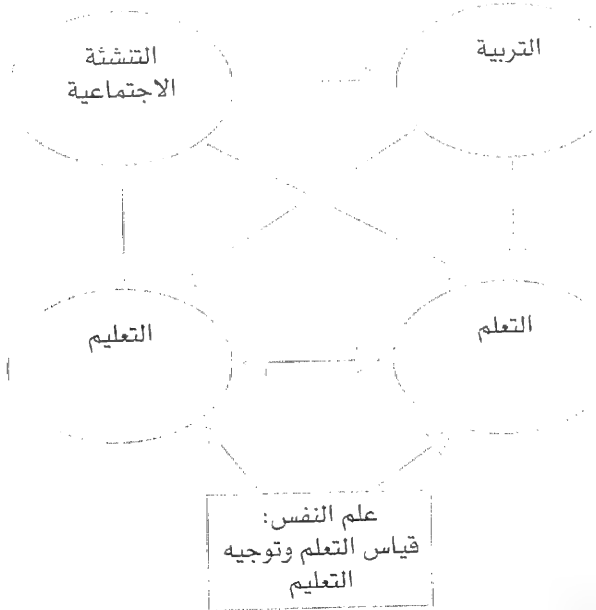 التنشئة
الاجتماعية
التربية
التعليم
التعلم
علم النفس:
قياس التعلم وتوجيه
التعليم